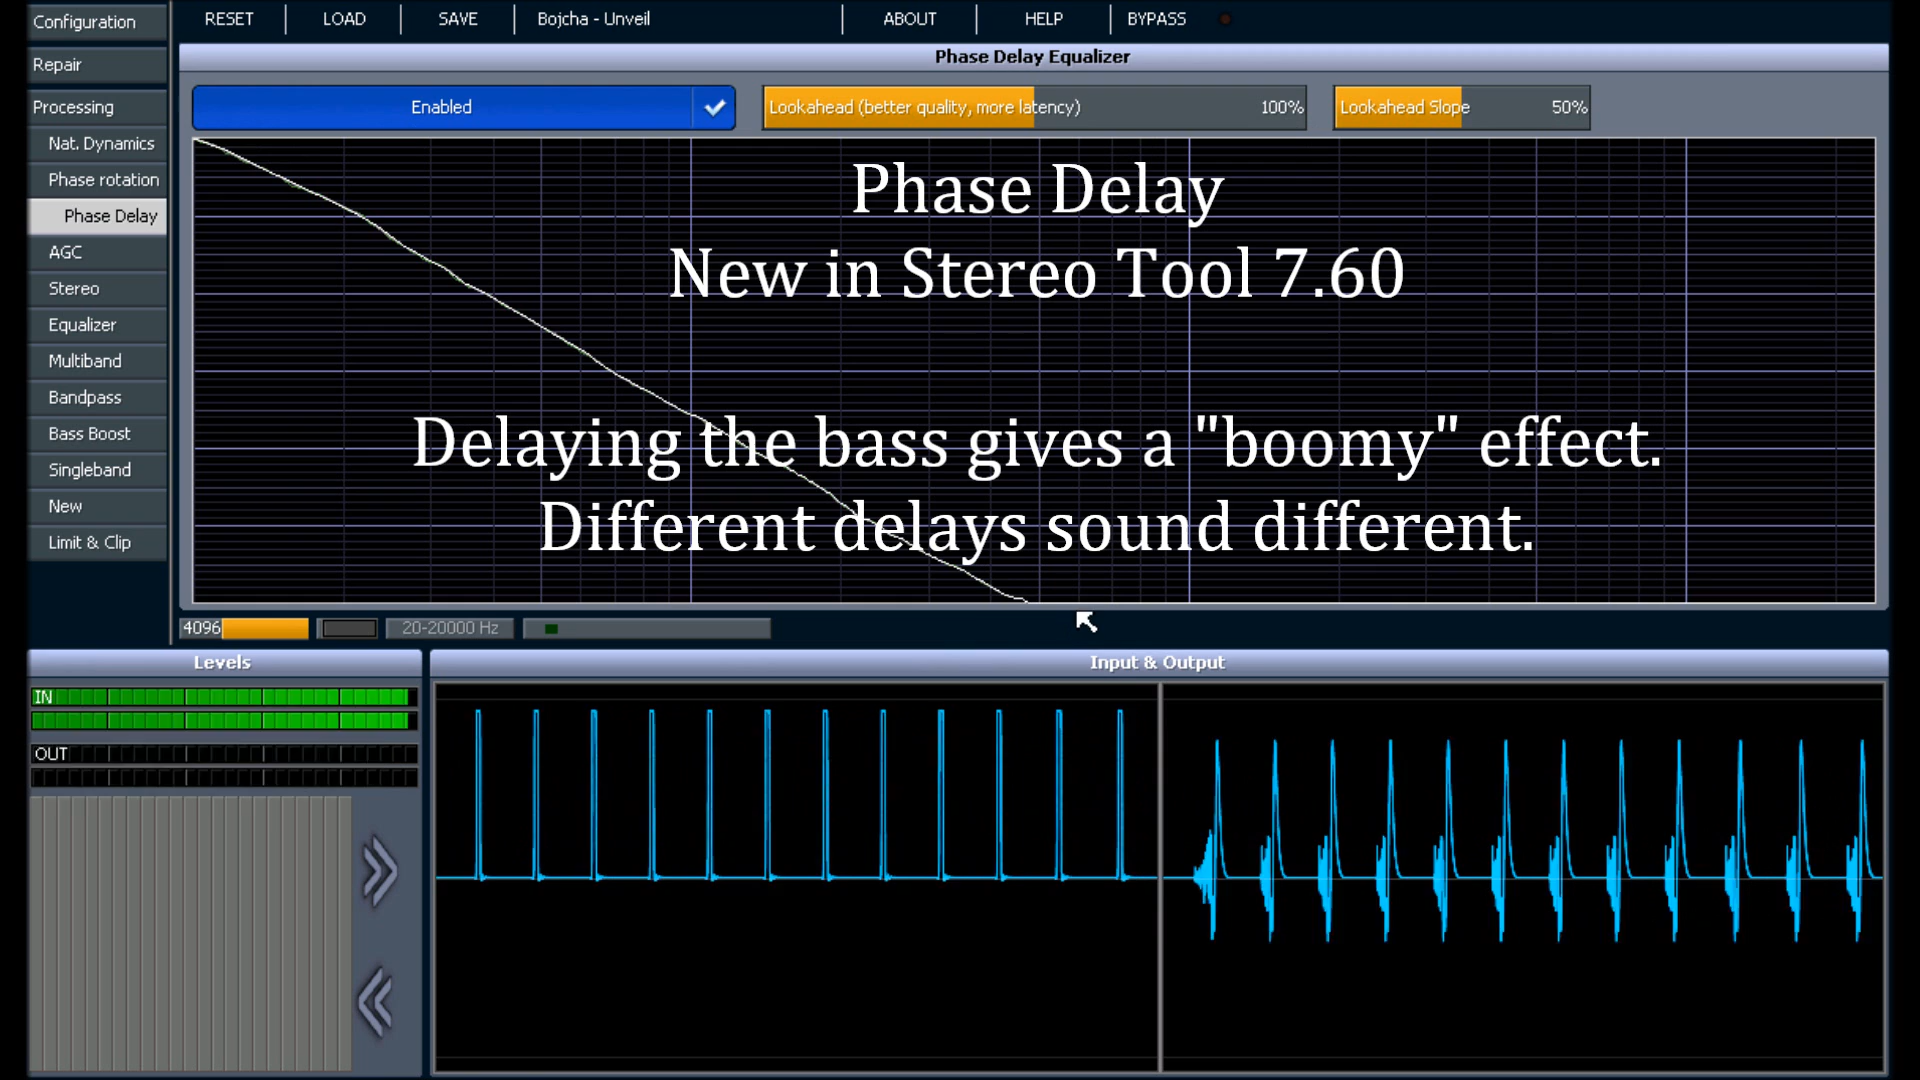 Configuration
RESET
LOAD
SAVE
Bojcha - Unveil
ABOUT
HELP
BYPASS
Repair
Phase Delay Equalizer
Processing
Enabled
Lookahead (better quality, more latency)
100%
Lookahead Slope
50%
Nat. Dynamics
Phase rotation
Phase Delay
AGC
Stereo
Equalizer
Multiband
Bandpass
Bass Boost
Singleband
New
Limit & Clip
Phase Delay
New in Stereo Tool 7.60
Delaying the bass gives a "boomy" effect.
Different delays sound different.
4096
20-20000 Hz
Levels
Input & Output
IN
OUT